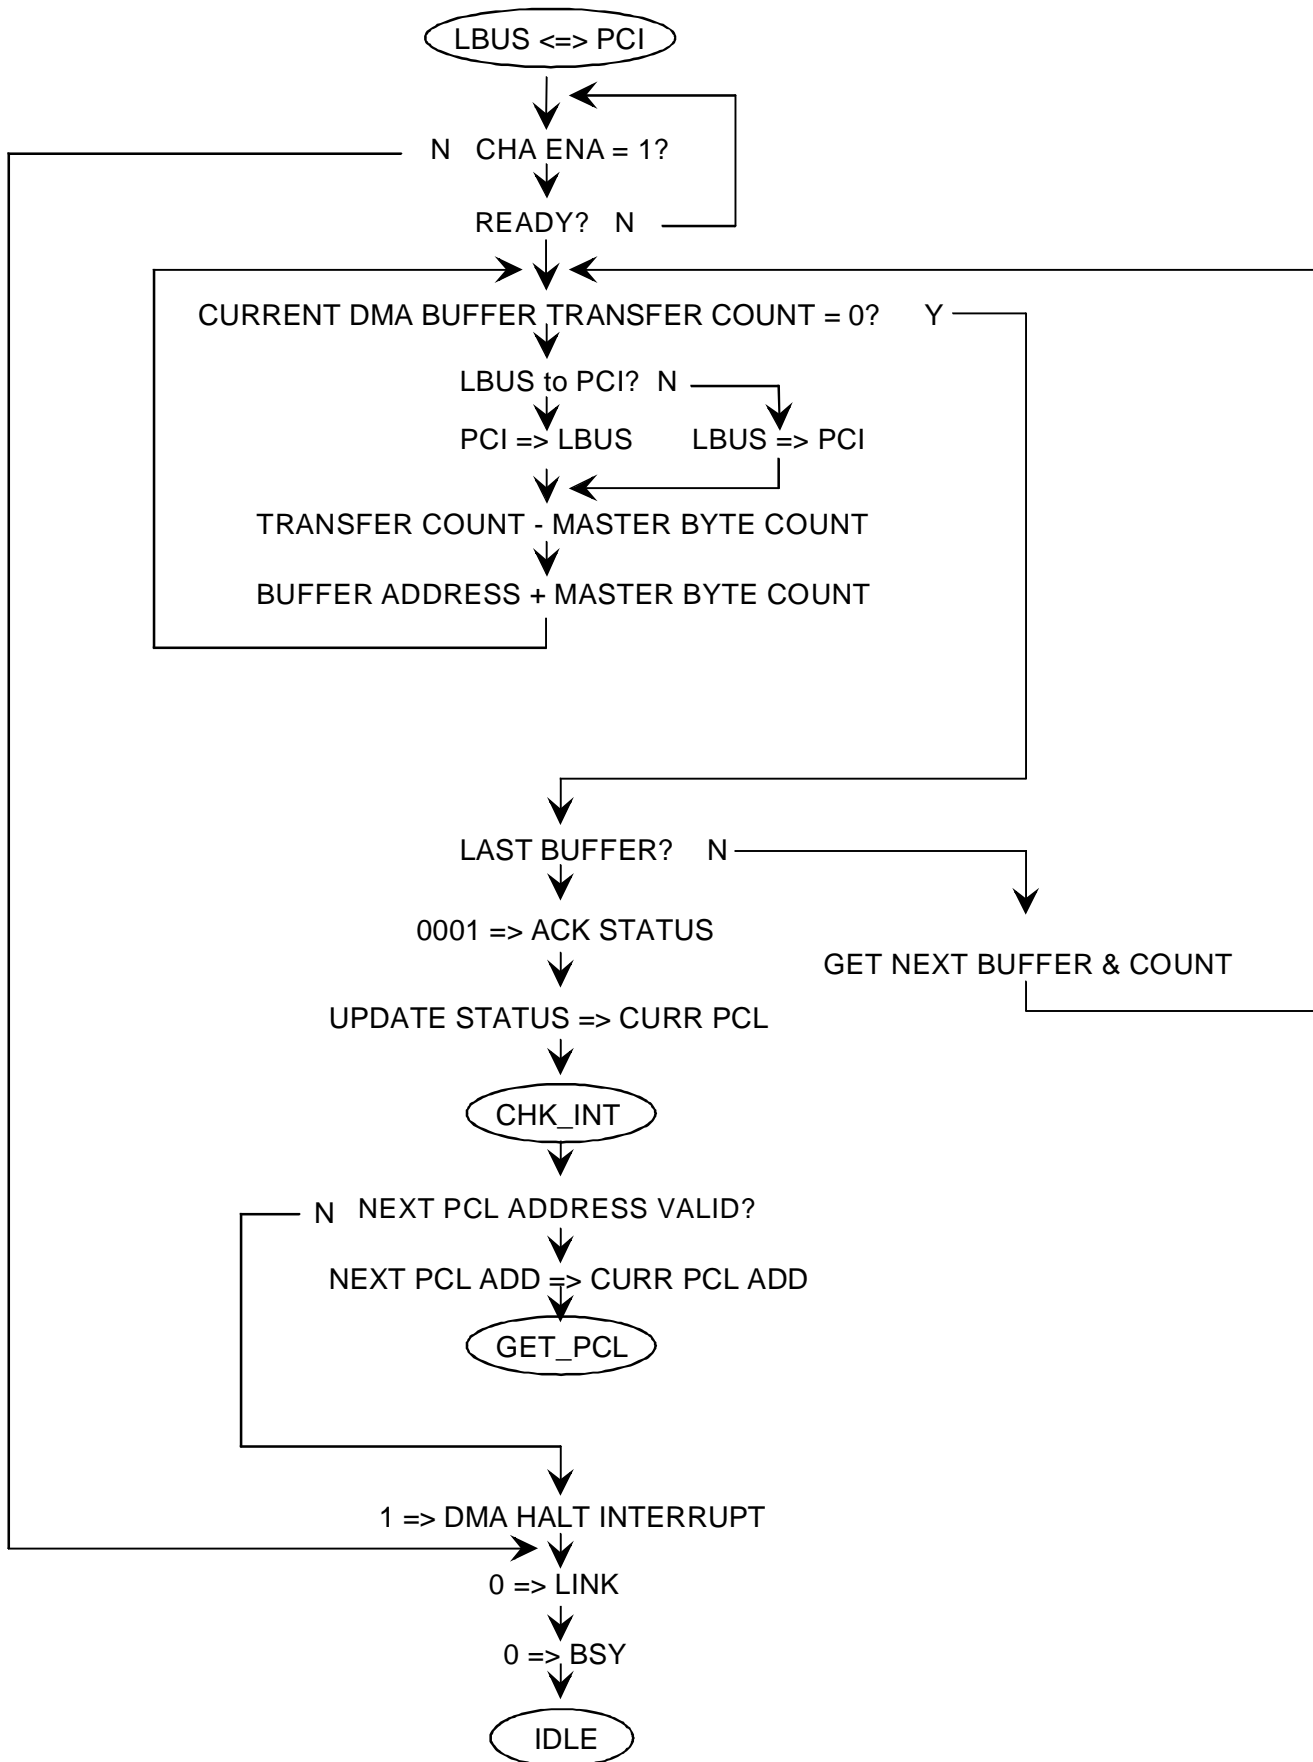 LBUS <=> PCI
N CHA ENA = 1?
READY? N
CURRENT DMA BUFFER TRANSFER COUNT = 0? Y
LBUS to PCI? N
PCI => LBUS LBUS => PCI
TRANSFER COUNT - MASTER BYTE COUNT
BUFFER ADDRESS + MASTER BYTE COUNT
LAST BUFFER? N
0001 => ACK STATUS
GET NEXT BUFFER & COUNT
UPDATE STATUS => CURR PCL
CHK_INT
N NEXT PCL ADDRESS VALID?
NEXT PCL ADD => CURR PCL ADD
GET_PCL
1 => DMA HALT INTERRUPT
0 => LINK
0 => BSY
IDLE